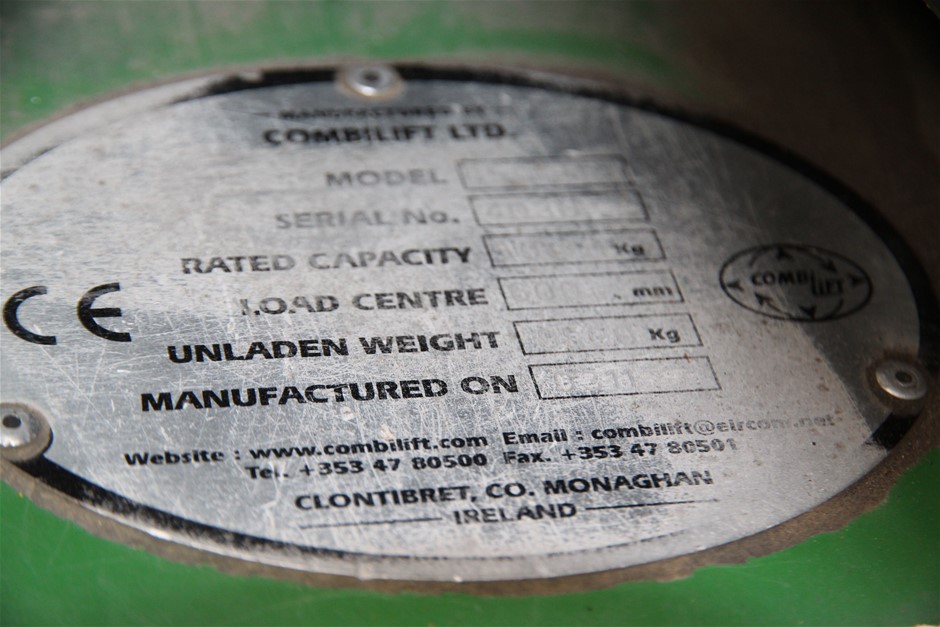 MANUFACTURED BY
COMBILIFT LTD.
MODEL
SERIAL No.
RATED CAPACITY Kg
LOAD CENTRE mm
UNLADEN WEIGHT Kg
MANUFACTURED ON
CE
COMBILIFT
Website : www.combilift.com Email : combilift@eircom.net
Tel. +353 47 80500 Fax. +353 47 80501
CLONTIBRET, CO. MONAGHAN
IRELAND